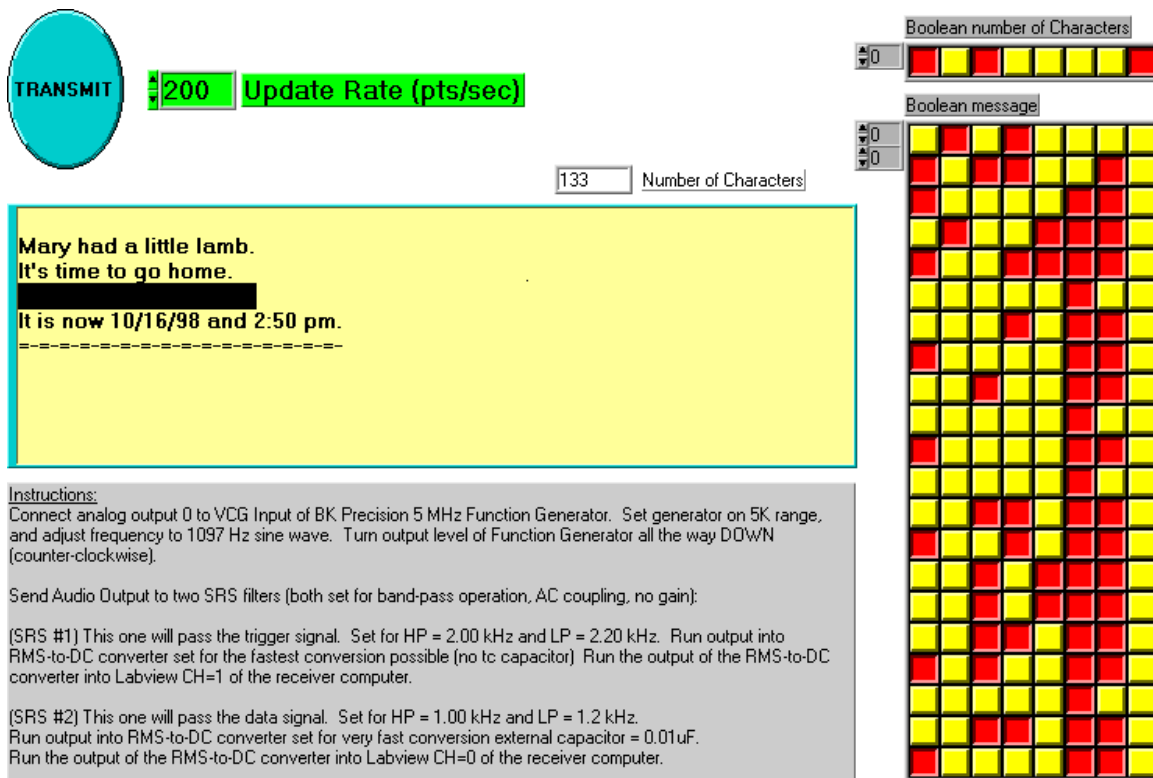 Boolean number of Characters
0
TRANSMIT
200 Update Rate (pts/sec)
Boolean message
0
0
133 Number of Characters
Mary had a little lamb.
It's time to go home.
It is now 10/16/98 and 2:50 pm.
=-=-=-=-=-=-=-=-=-=-=-=-=-=-=-=-
Instructions:
Connect analog output 0 to VCG Input of BK Precision 5 MHz Function Generator. Set generator on 5K range,
and adjust frequency to 1097 Hz sine wave. Turn output level of Function Generator all the way DOWN
(counter-clockwise).
Send Audio Output to two SRS filters (both set for band-pass operation, AC coupling, no gain):
(SRS #1) This one will pass the trigger signal. Set for HP = 2.00 kHz and LP = 2.20 kHz. Run output into
RMS-to-DC converter set for the fastest conversion possible (no tc capacitor) Run the output of the RMS-to-DC
converter into Labview CH=1 of the receiver computer.
(SRS #2) This one will pass the data signal. Set for HP = 1.00 kHz and LP = 1.2 kHz.
Run output into RMS-to-DC converter set for very fast conversion external capacitor = 0.01uF.
Run the output of the RMS-to-DC converter into Labview CH=0 of the receiver computer.